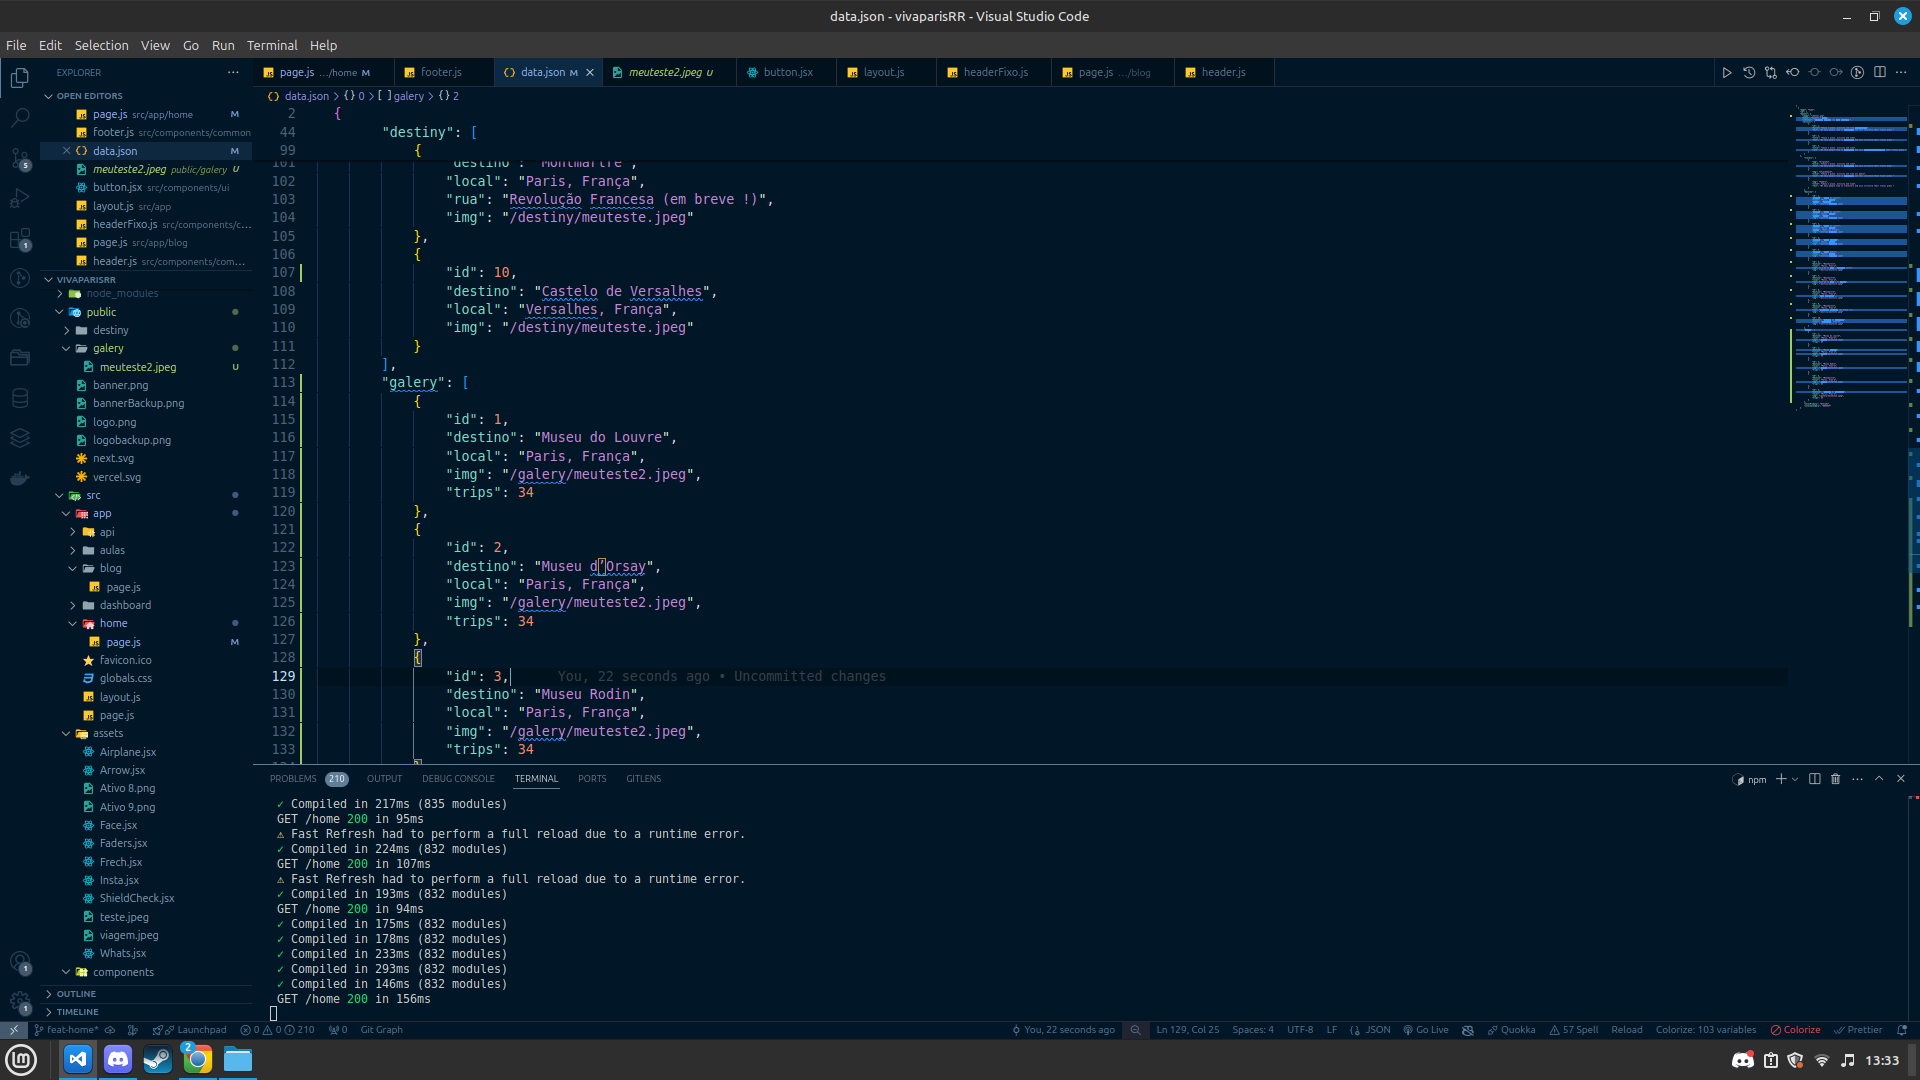 data.json - vivaparisRR - Visual Studio Code
File Edit Selection View Go Run Terminal Help
EXPLORER
page.js .../home M
footer.js
data.json M
meuteste2.jpeg U
button.jsx
layout.js
headerFixo.js
page.js .../blog
header.js
OPEN EDITORS
page.js src/app/home M
footer.js src/components/common
data.json M
meuteste2.jpeg public/galery U
button.jsx src/components/ui
layout.js src/app
headerFixo.js src/components/c...
page.js src/app/blog
header.js src/components/com...
VIVAPARISRR
node_modules
public
destiny
galery
meuteste2.jpeg U
banner.png
bannerBackup.png
logo.png
logobackup.png
next.svg
vercel.svg
src
app
api
aulas
blog
page.js
dashboard
home
page.js M
favicon.ico
globals.css
layout.js
page.js
assets
Airplane.jsx
Arrow.jsx
Ativo 8.png
Ativo 9.png
Face.jsx
Faders.jsx
Frech.jsx
Insta.jsx
ShieldCheck.jsx
teste.jpeg
viagem.jpeg
Whats.jsx
components
OUTLINE
TIMELINE
data.json > {} 0 > [ ] galery > {} 2
2 {
44 "destiny": [
99 {
101 "destino": "Montmartre",
102 "local": "Paris, França",
103 "rua": "Revolução Francesa (em breve !)",
104 "img": "/destiny/meuteste.jpeg"
105 },
106 {
107 "id": 10,
108 "destino": "Castelo de Versalhes",
109 "local": "Versalhes, França",
110 "img": "/destiny/meuteste.jpeg"
111 }
112 ],
113 "galery": [
114 {
115 "id": 1,
116 "destino": "Museu do Louvre",
117 "local": "Paris, França",
118 "img": "/galery/meuteste2.jpeg",
119 "trips": 34
120 },
121 {
122 "id": 2,
123 "destino": "Museu d’Orsay",
124 "local": "Paris, França",
125 "img": "/galery/meuteste2.jpeg",
126 "trips": 34
127 },
128 {
129 "id": 3, You, 22 seconds ago • Uncommitted changes
130 "destino": "Museu Rodin",
131 "local": "Paris, França",
132 "img": "/galery/meuteste2.jpeg",
133 "trips": 34
PROBLEMS 210 OUTPUT DEBUG CONSOLE TERMINAL PORTS GITLENS
npm
✓ Compiled in 217ms (835 modules)
GET /home 200 in 95ms
⚠ Fast Refresh had to perform a full reload due to a runtime error.
✓ Compiled in 224ms (832 modules)
GET /home 200 in 107ms
⚠ Fast Refresh had to perform a full reload due to a runtime error.
✓ Compiled in 193ms (832 modules)
GET /home 200 in 94ms
✓ Compiled in 175ms (832 modules)
✓ Compiled in 178ms (832 modules)
✓ Compiled in 233ms (832 modules)
✓ Compiled in 293ms (832 modules)
✓ Compiled in 146ms (832 modules)
GET /home 200 in 156ms
feat-home* Launchpad 0 0 210 0 Git Graph You, 22 seconds ago Ln 129, Col 25 Spaces: 4 UTF-8 LF JSON Go Live Quokka 57 Spell Reload Colorize: 103 variables Colorize Prettier
13:33